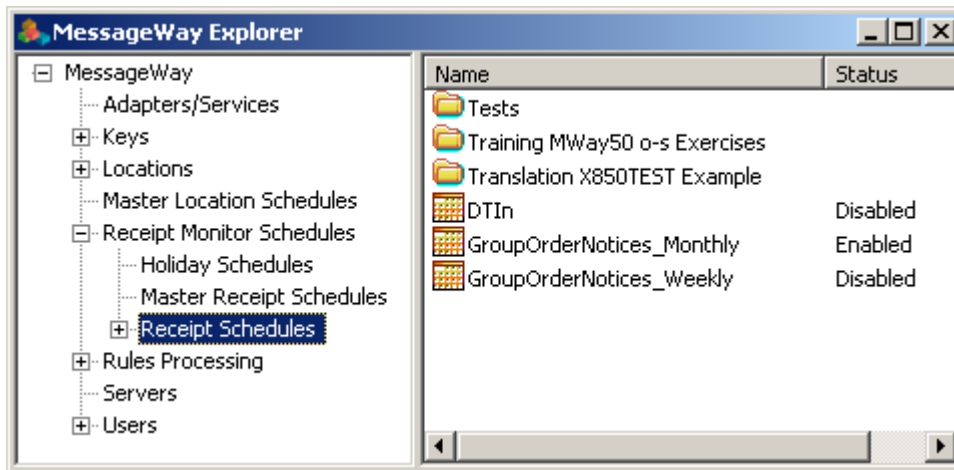 MessageWay Explorer
MessageWay
Adapters/Services
Keys
Locations
Master Location Schedules
Receipt Monitor Schedules
Holiday Schedules
Master Receipt Schedules
Receipt Schedules
Rules Processing
Servers
Users
Name Status
Tests
Training MWay50 o-s Exercises
Translation X850TEST Example
DTIn Disabled
GroupOrderNotices_Monthly Enabled
GroupOrderNotices_Weekly Disabled